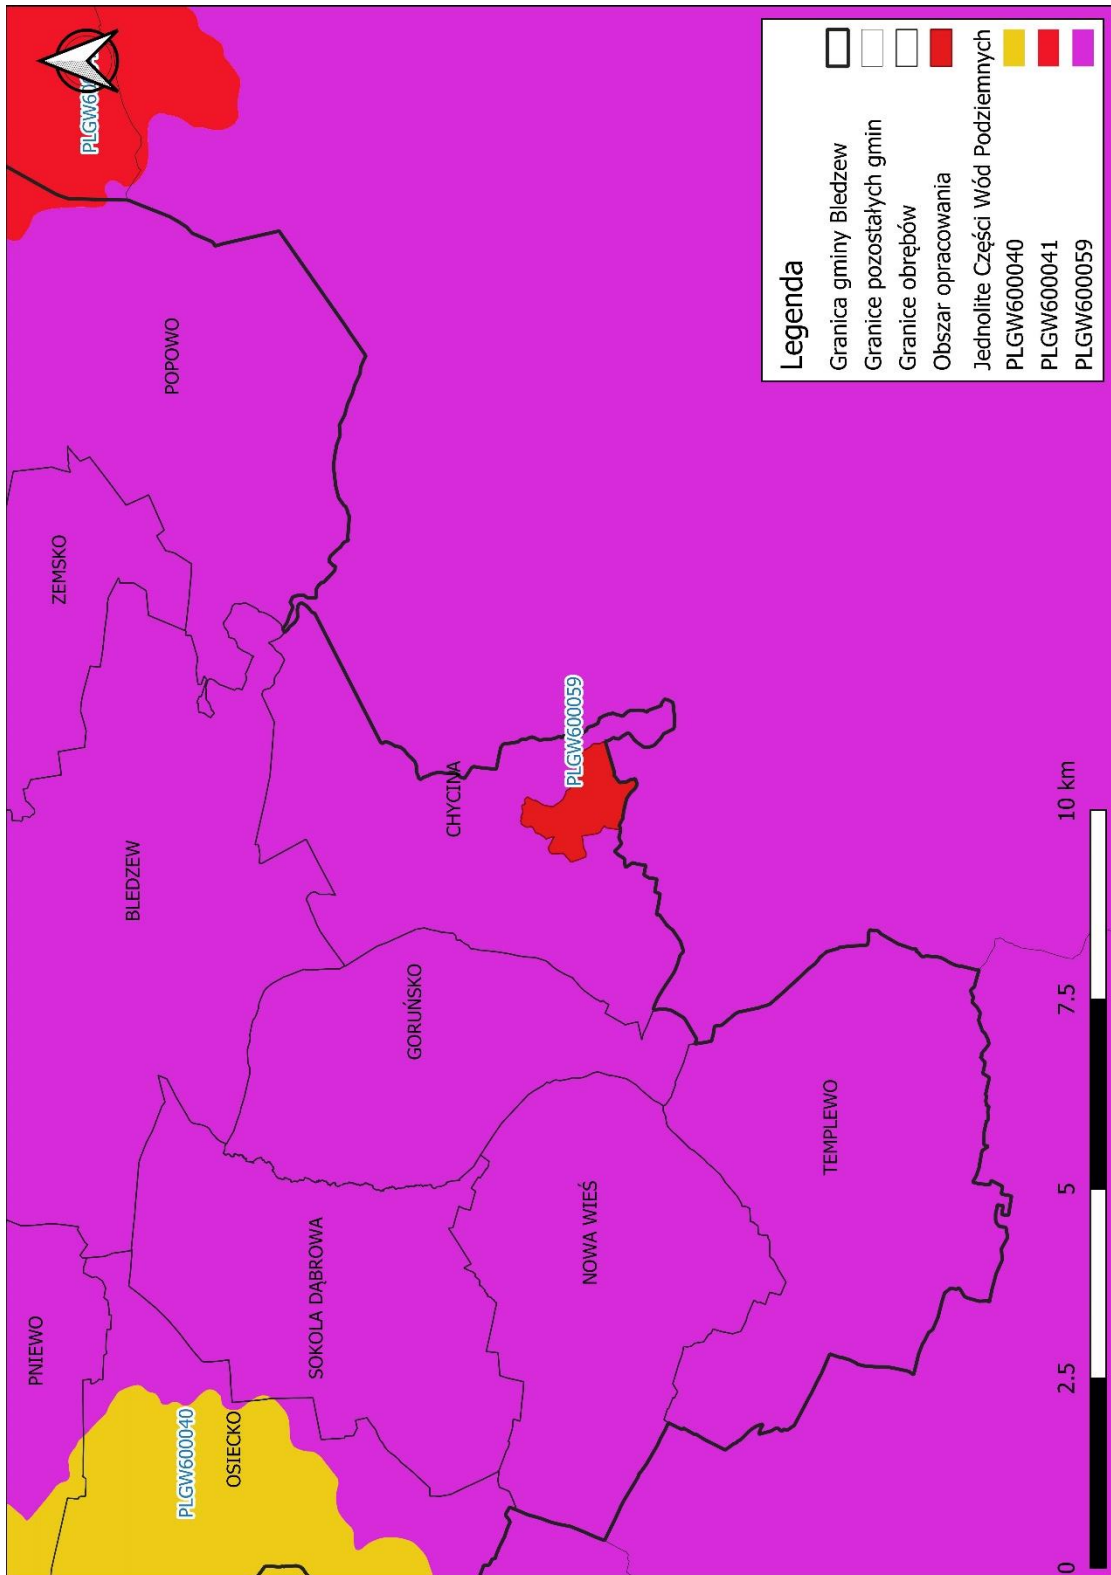 PNIEWO
BLEDZEW
ZEMSKO
POPOWO
PLGW60
PLGW600040
OSIECKO
SOKOLA DĄBROWA
GORUŃSKO
CHYCINA
PLGW600059
NOWA WIEŚ
TEMPLEWO
Legenda
Granica gminy Bledzew
Granice pozostałych gmin
Granice obrębów
Obszar opracowania
Jednolite Części Wód Podziemnych
PLGW600040
PLGW600041
PLGW600059
0
2.5
5
7.5
10 km